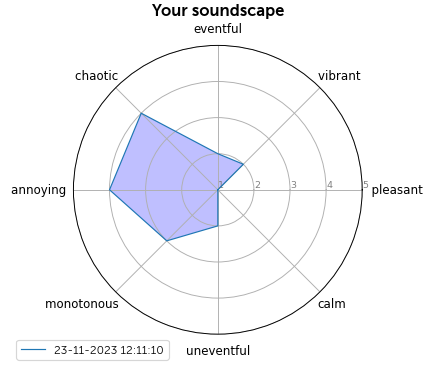 Your soundscape
eventful
chaotic
vibrant
annoying
1 2 3 4 5
pleasant
monotonous
calm
23-11-2023 12:11:10
uneventful